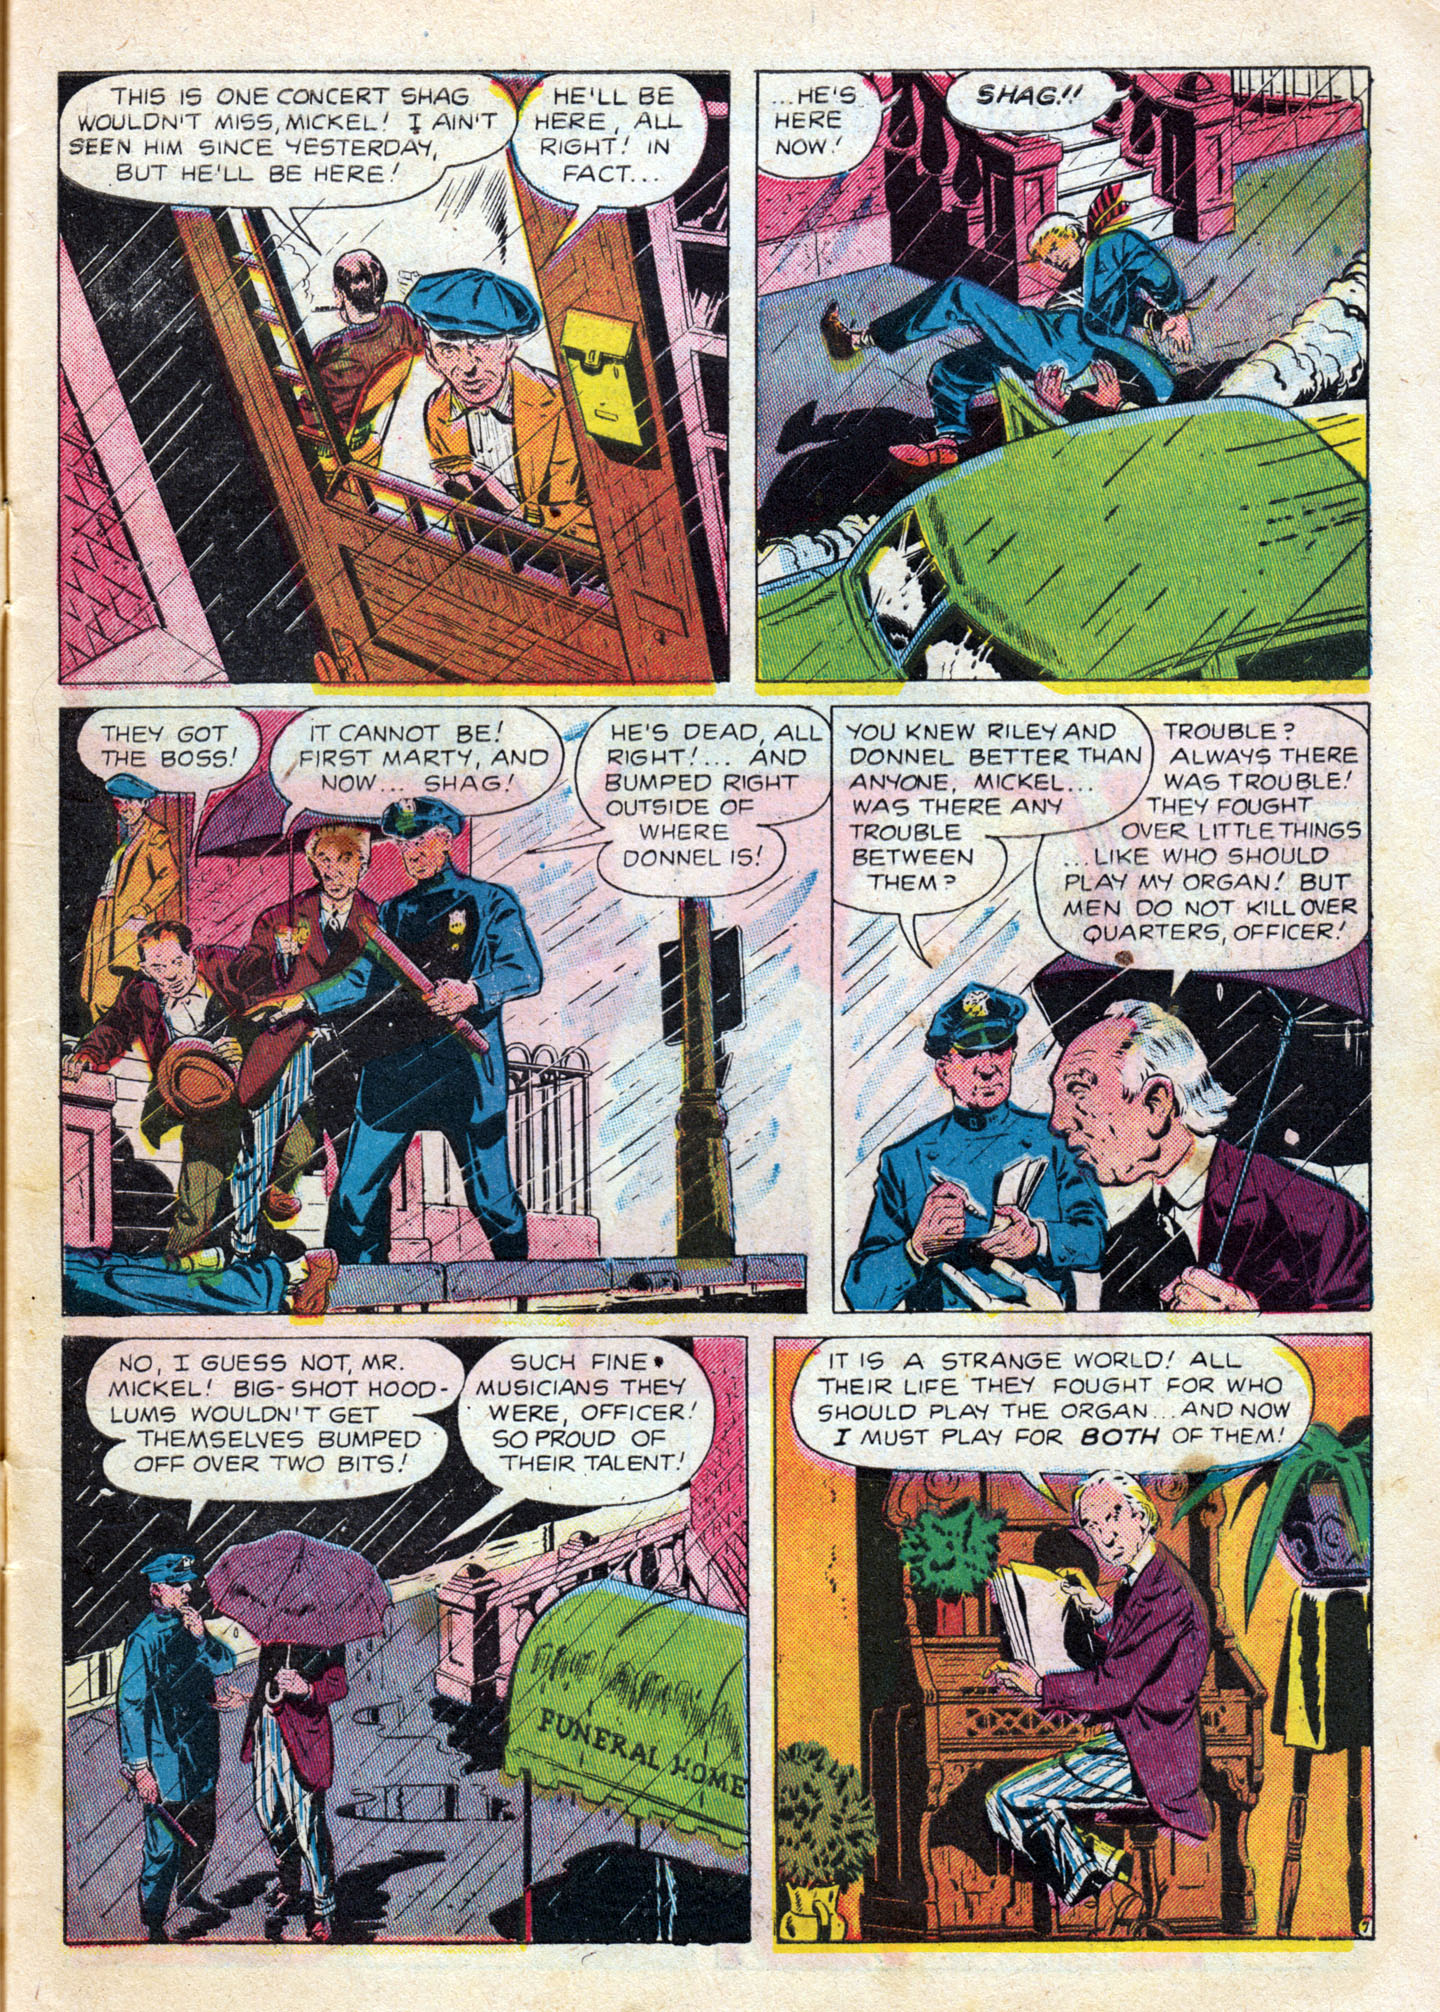 THIS IS ONE CONCERT SHAG
WOULDN'T MISS, MICKEL! I AIN'T
SEEN HIM SINCE YESTERDAY,
BUT HE'LL BE HERE!
HE'LL BE
HERE, ALL
RIGHT! IN
FACT...
...HE'S
HERE
NOW!
SHAG!!
THEY GOT
THE BOSS!
IT CANNOT BE!
FIRST MARTY, AND
NOW... SHAG!
HE'S DEAD, ALL
RIGHT!... AND
BUMPED RIGHT
OUTSIDE OF
WHERE
DONNEL IS!
YOU KNEW RILEY AND
DONNEL BETTER THAN
ANYONE, MICKEL...
WAS THERE ANY
TROUBLE
BETWEEN
THEM?
TROUBLE?
ALWAYS THERE
WAS TROUBLE!
THEY FOUGHT
OVER LITTLE THINGS
...LIKE WHO SHOULD
PLAY MY ORGAN! BUT
MEN DO NOT KILL OVER
QUARTERS, OFFICER!
NO, I GUESS NOT, MR.
MICKEL! BIG-SHOT HOOD-
LUMS WOULDN'T GET
THEMSELVES BUMPED
OFF OVER TWO BITS!
SUCH FINE
MUSICIANS THEY
WERE, OFFICER!
SO PROUD OF
THEIR TALENT!
FUNERAL HOME
IT IS A STRANGE WORLD! ALL
THEIR LIFE THEY FOUGHT FOR WHO
SHOULD PLAY THE ORGAN...AND NOW
I MUST PLAY FOR BOTH OF THEM!
7